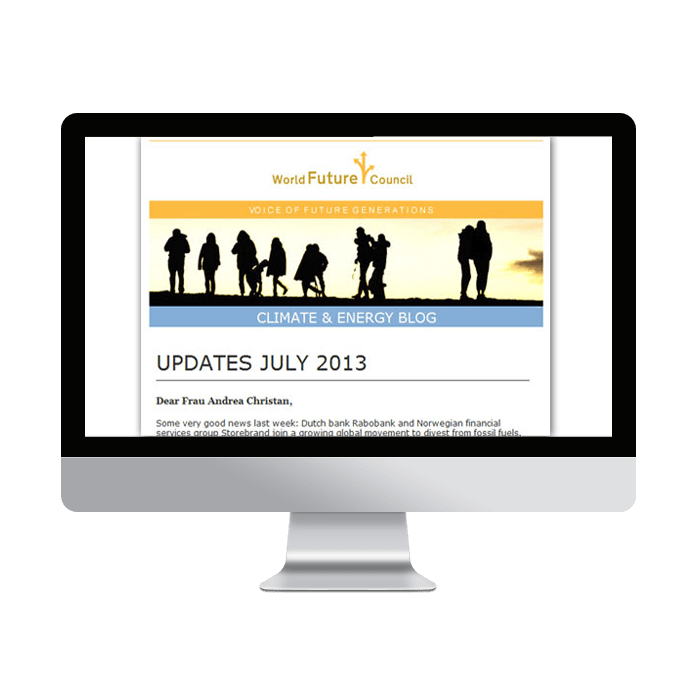 World Future Council
VOICE OF FUTURE GENERATIONS
CLIMATE & ENERGY BLOG
UPDATES JULY 2013
Dear Frau Andrea Christan,
Some very good news last week: Dutch bank Rabobank and Norwegian financial
services group Storebrand join a growing global movement to divest from fossil fuels.